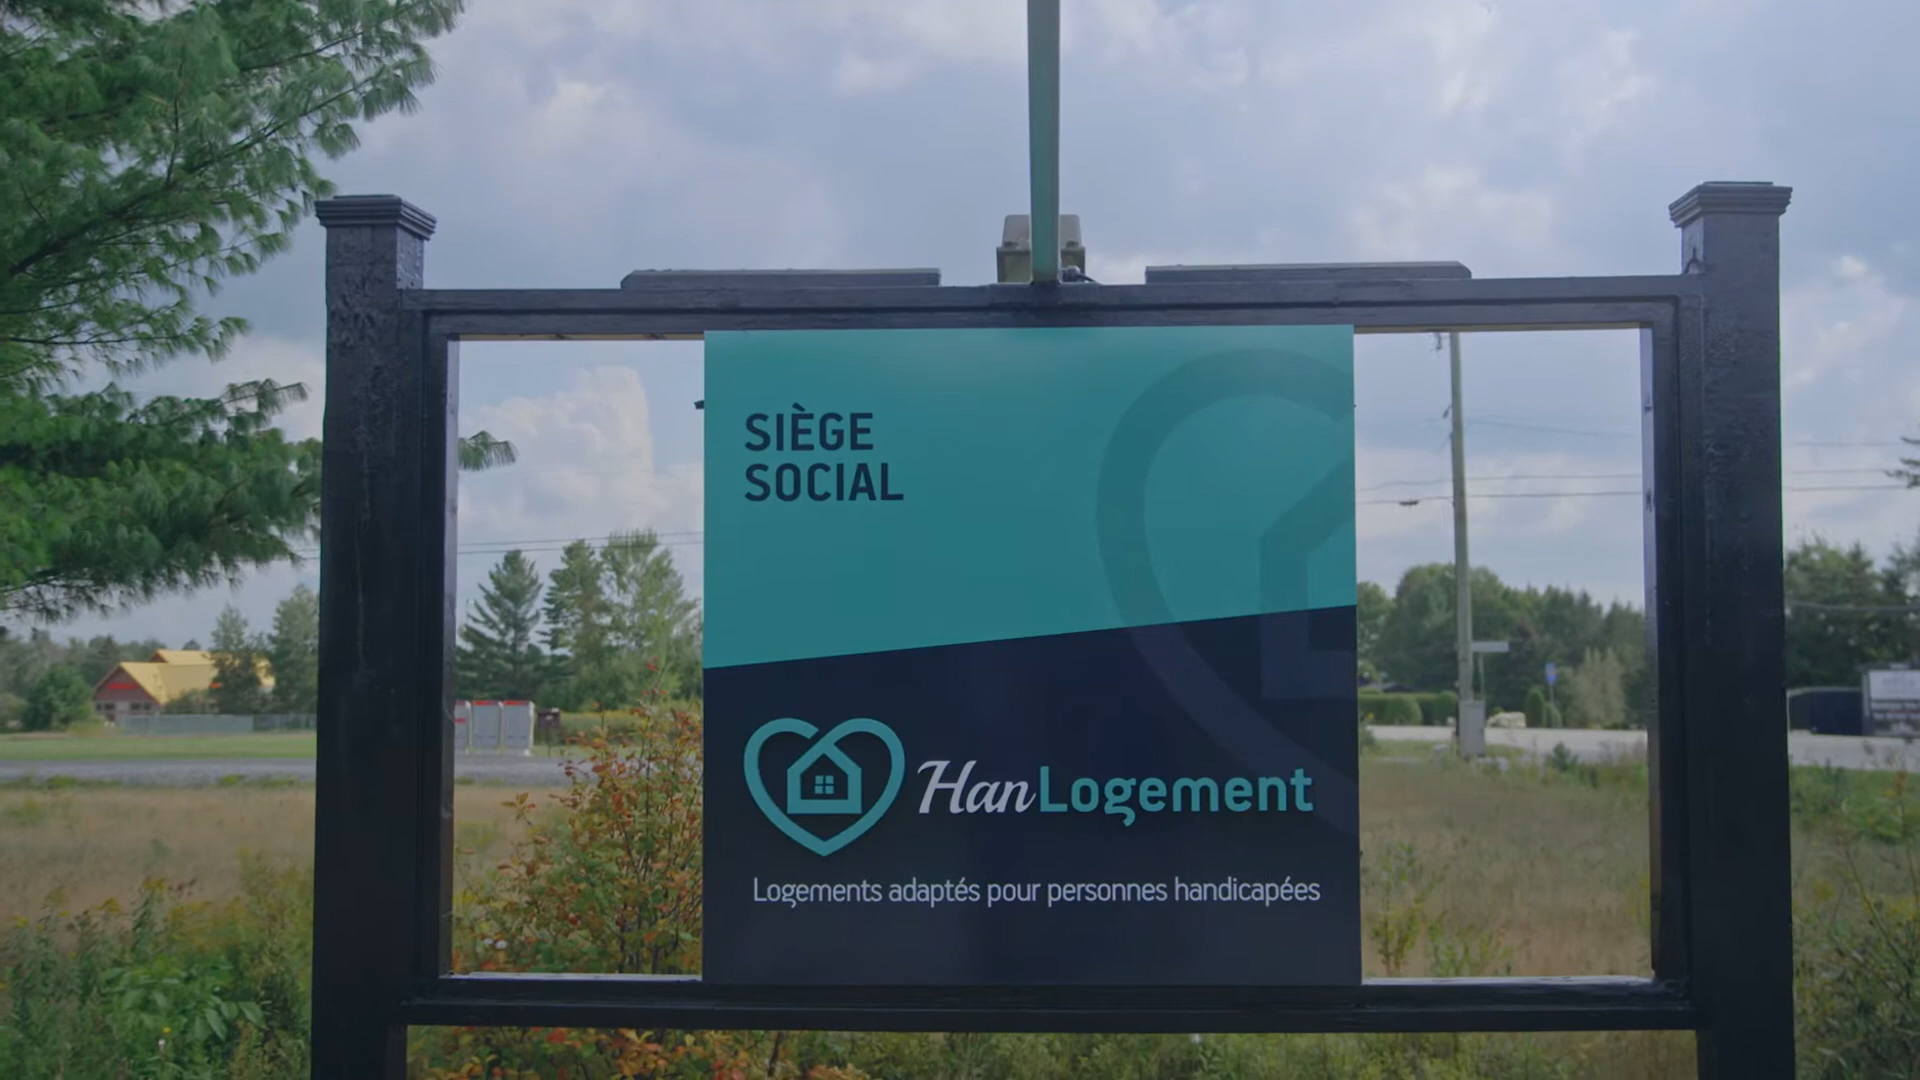 SIÈGE
SOCIAL
HanLogement
Logements adaptés pour personnes handicapées